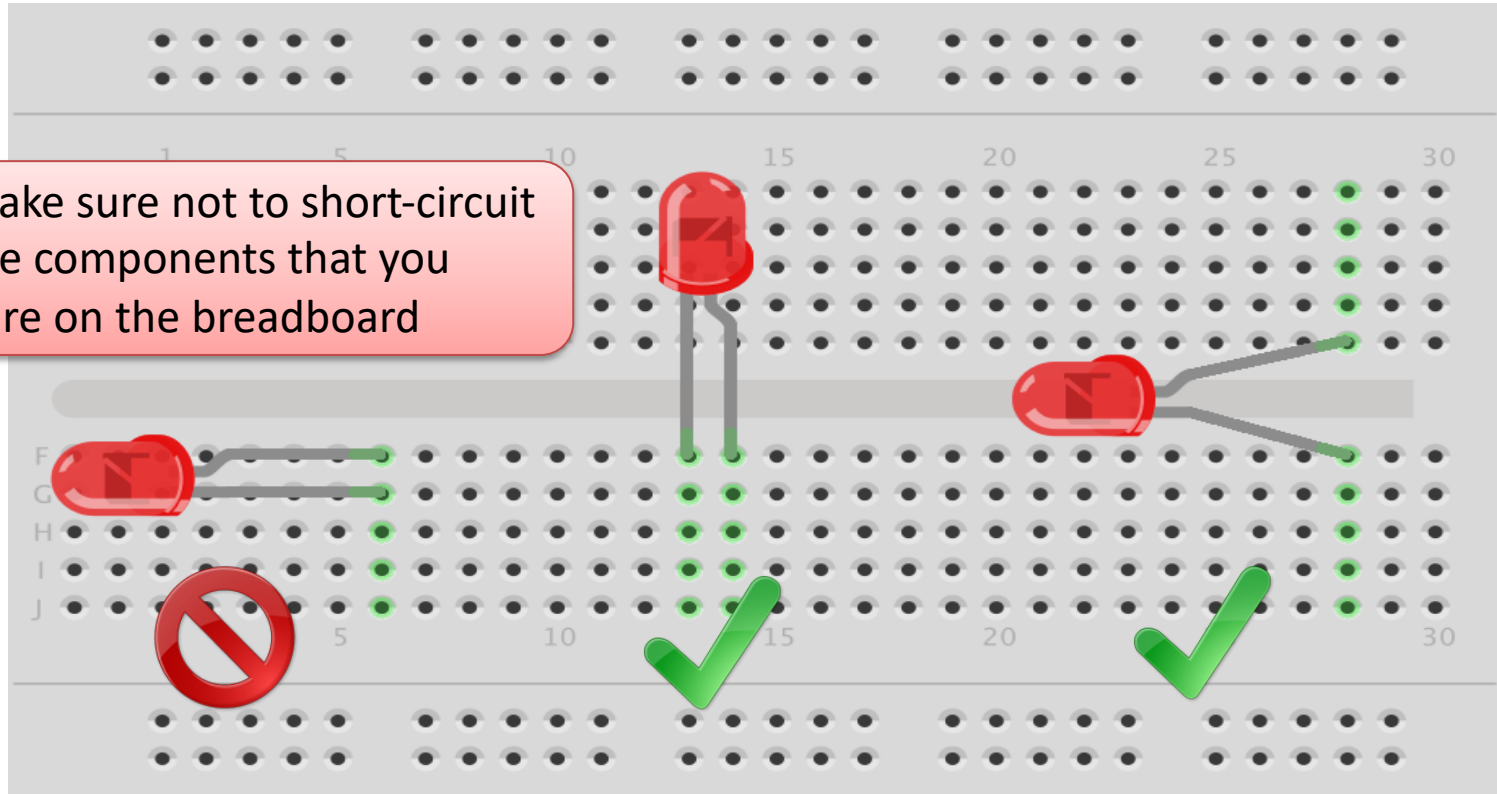 1 5 10 15 20 25 30
ake sure not to short-circuit
e components that you
re on the breadboard
F
G
H
I
J
5 10 15 20 30